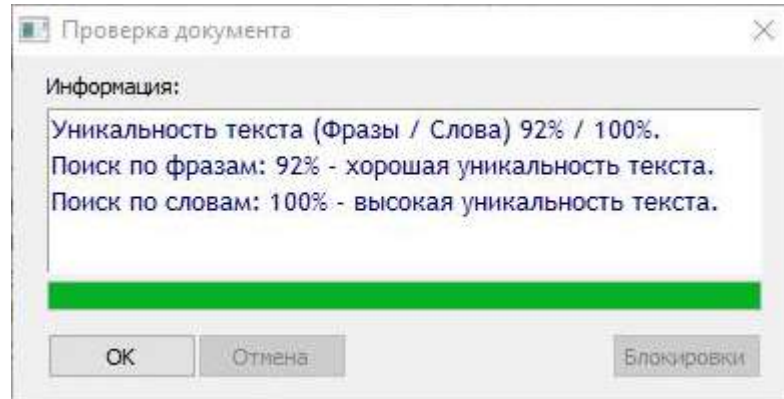 Проверка документа
Информация:
Уникальность текста (Фразы / Слова) 92% / 100%.
Поиск по фразам: 92% - хорошая уникальность текста.
Поиск по словам: 100% - высокая уникальность текста.
ОК Отмена Блокировки